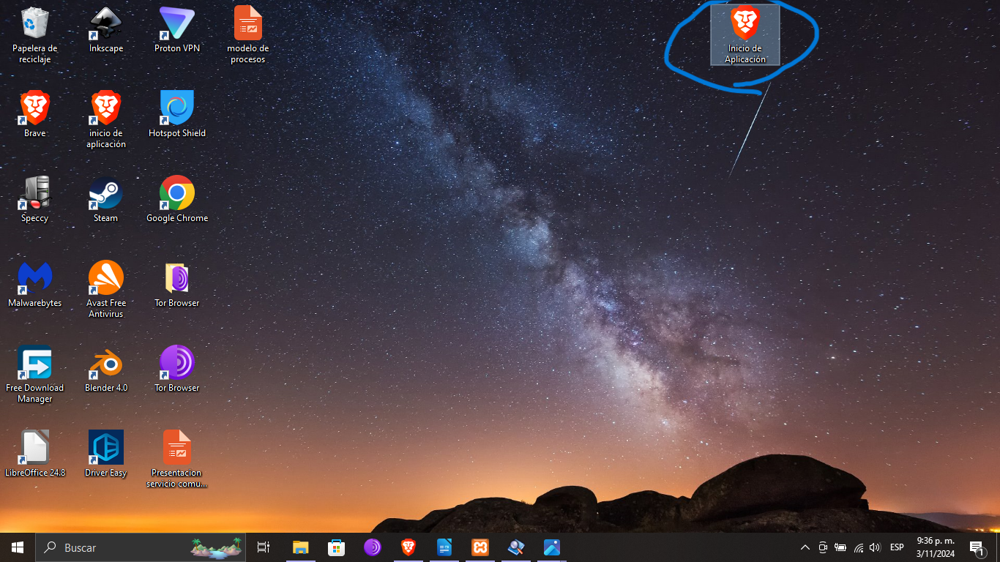 Papelera de
reciclaje
Inkscape
Proton VPN
modelo de
procesos
Inicio de
Aplicación
Brave
inicio de
aplicación
Hotspot Shield
Speccy
Steam
Google Chrome
Malwarebytes
Avast Free
Antivirus
Tor Browser
Free Download
Manager
Blender 4.0
Tor Browser
LibreOffice 24.8
Driver Easy
Presentacion
servicio comu...
Buscar
ESP
9:36 p. m.
3/11/2024
1